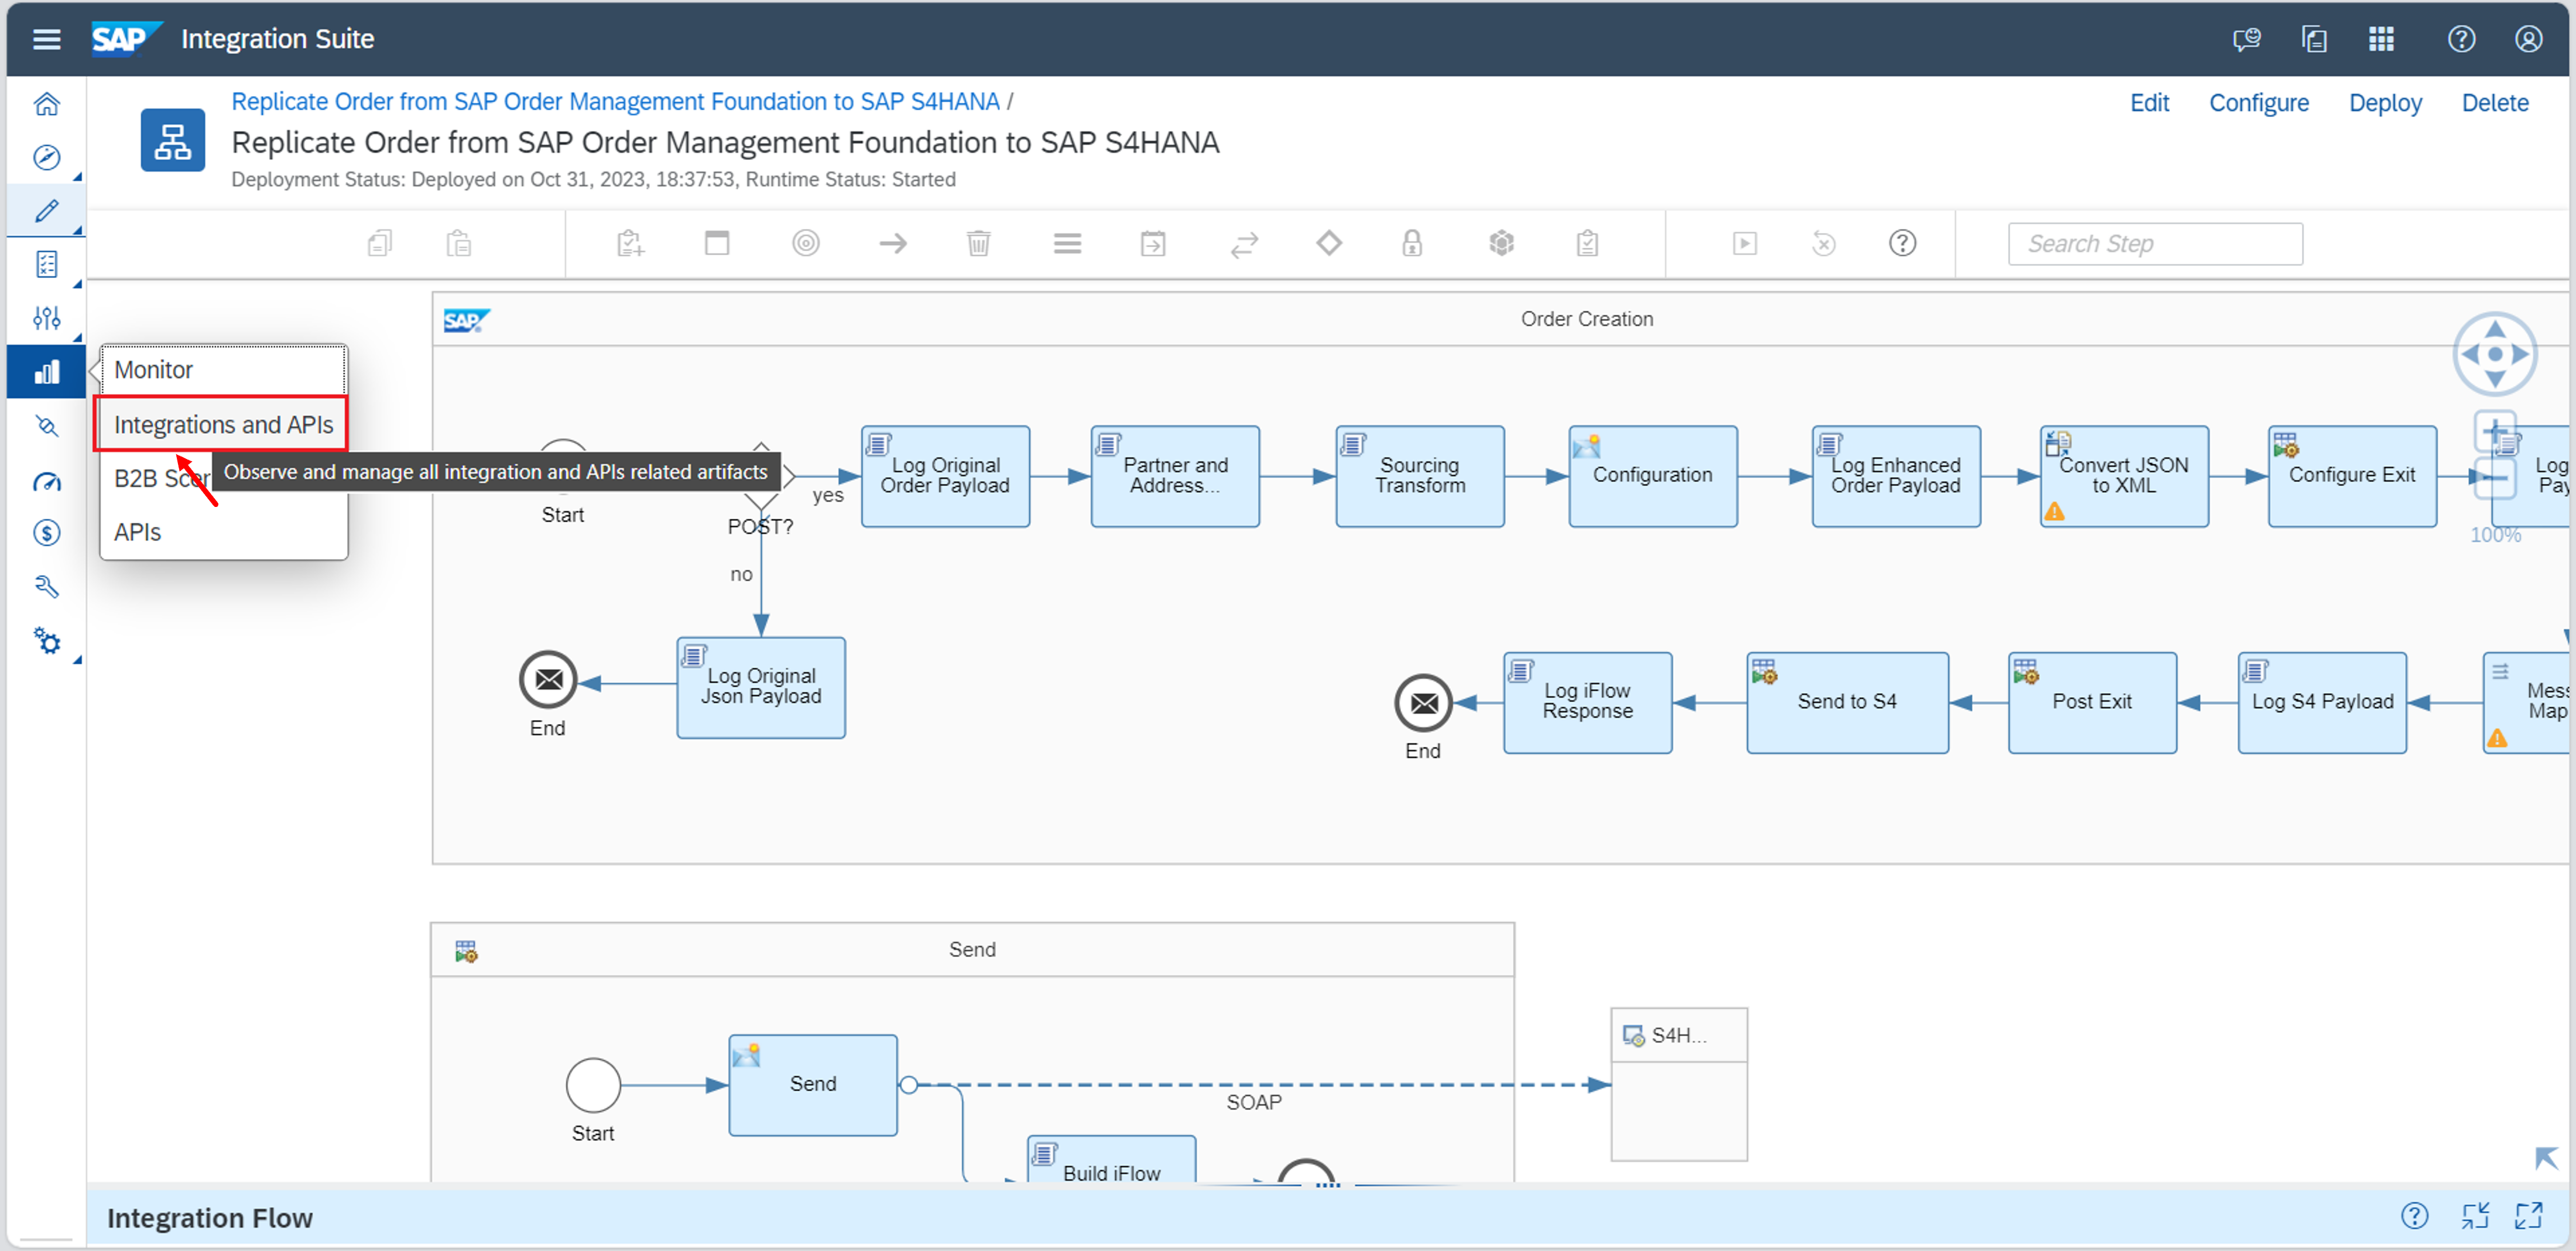 SAP Integration Suite
Replicate Order from SAP Order Management Foundation to SAP S4HANA /
Edit
Configure
Deploy
Delete
Replicate Order from SAP Order Management Foundation to SAP S4HANA
Deployment Status: Deployed on Oct 31, 2023, 18:37:53, Runtime Status: Started
Search Step
SAP
Order Creation
Monitor
Integrations and APIs
B2B
APIs
Observe and manage all integration and APIs related artifacts
Start
POST?
yes
no
Log Original
Order Payload
Partner and
Address...
Sourcing
Transform
Configuration
Log Enhanced
Order Payload
Convert JSON
to XML
Configure Exit
Log
100%
End
Log Original
Json Payload
End
Log iFlow
Response
Send to S4
Post Exit
Log S4 Payload
Send
Start
Send
SOAP
S4H...
Build iFlow
Integration Flow